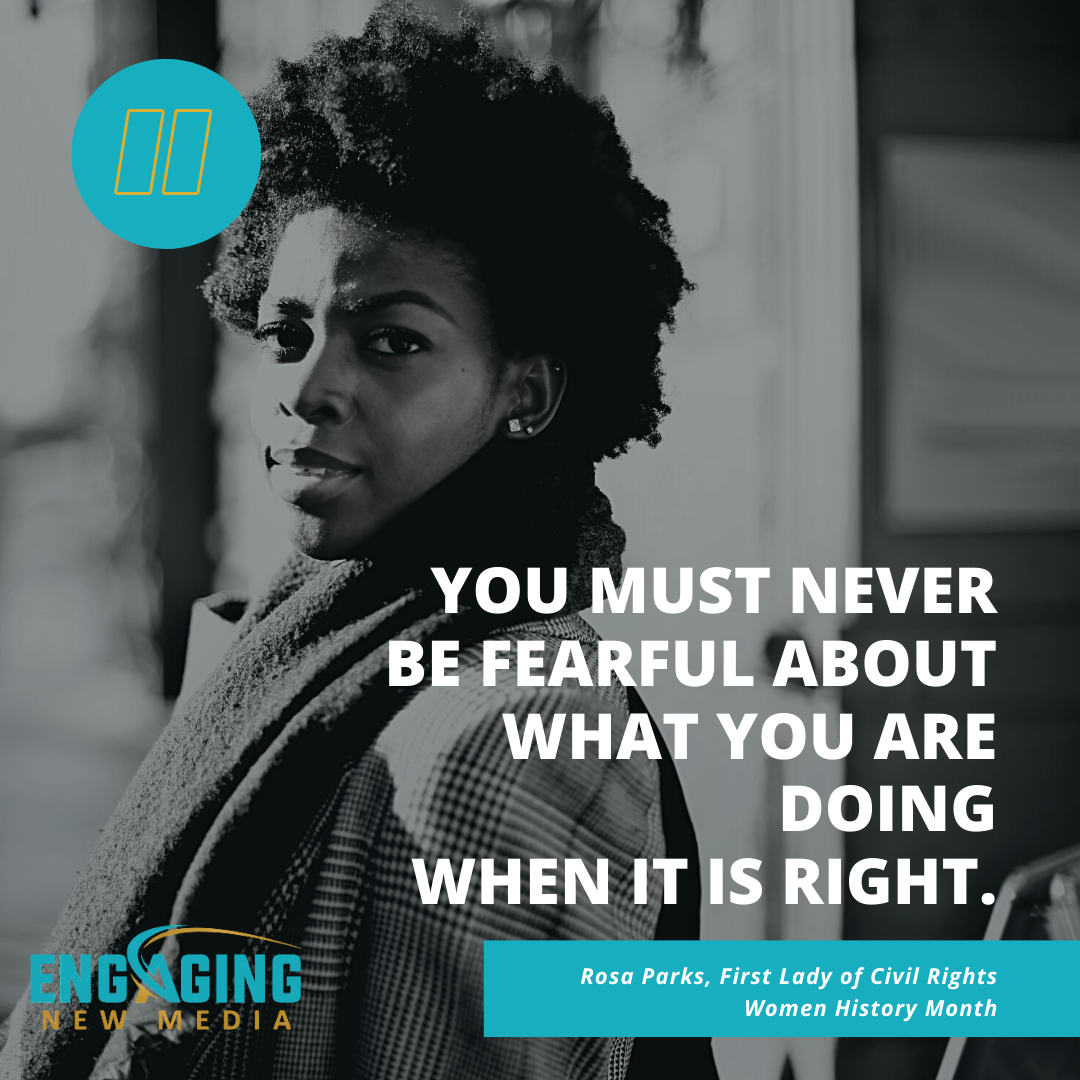 YOU MUST NEVER
BE FEARFUL ABOUT
WHAT YOU ARE
DOING
WHEN IT IS RIGHT.
Rosa Parks, First Lady of Civil Rights
Women History Month
ENGAGING
NEW MEDIA